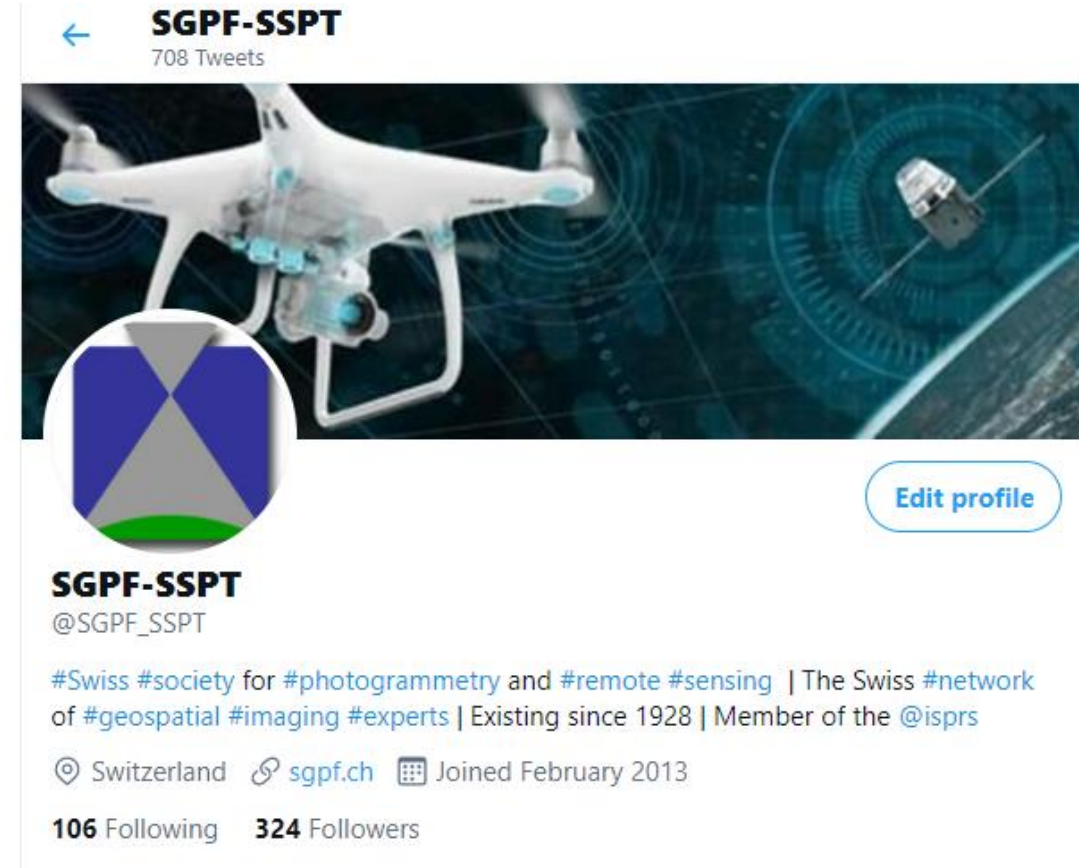 SGPF-SSPT
708 Tweets
Edit profile
SGPF-SSPT
@SGPF_SSPT
#Swiss #society for #photogrammetry and #remote #sensing | The Swiss #network
of #geospatial #imaging #experts | Existing since 1928 | Member of the @isprs
Switzerland sgpf.ch Joined February 2013
106 Following 324 Followers